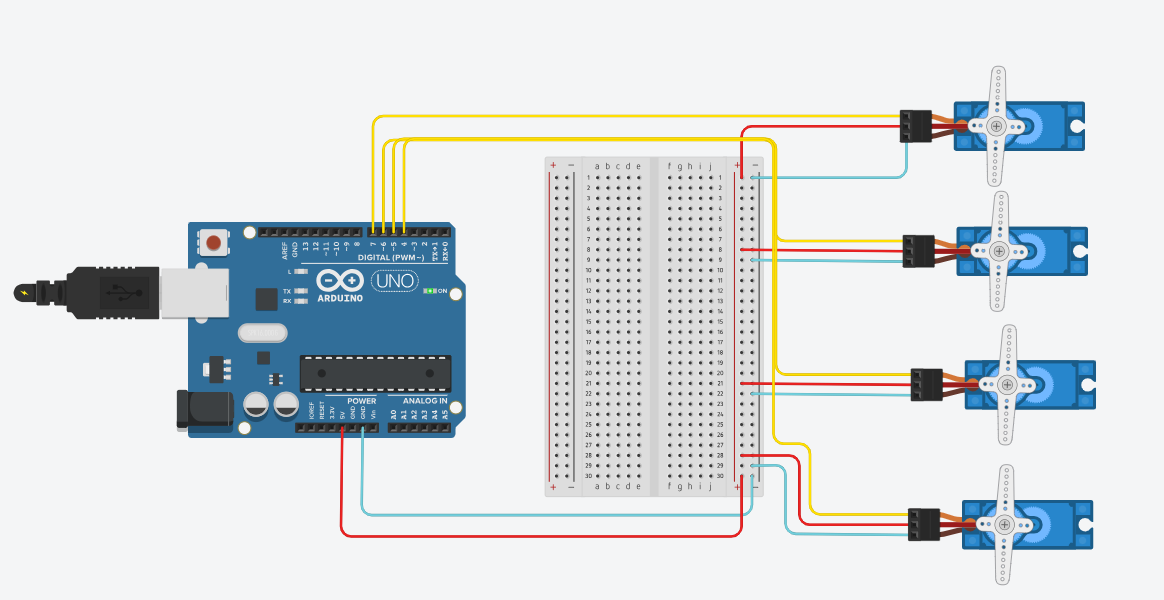 AREF
GND
13
12
~11
~10
~9
8
7
~6
~5
4
~3
2
TX→1
RX←0
DIGITAL (PWM~)
L
TX
RX
UNO
ARDUINO
ON
POWER
ANALOG IN
IOREF
RESET
3.3V
5V
GND
GND
Vin
A0
A1
A2
A3
A4
A5
+ − a b c d e f g h i j + −
1 1
2 2
3 3
4 4
5 5
6 6
7 7
8 8
9 9
10 10
11 11
12 12
13 13
14 14
15 15
16 16
17 17
18 18
19 19
20 20
21 21
22 22
23 23
24 24
25 25
26 26
27 27
28 28
29 29
30 30
+ − a b c d e f g h i j + −